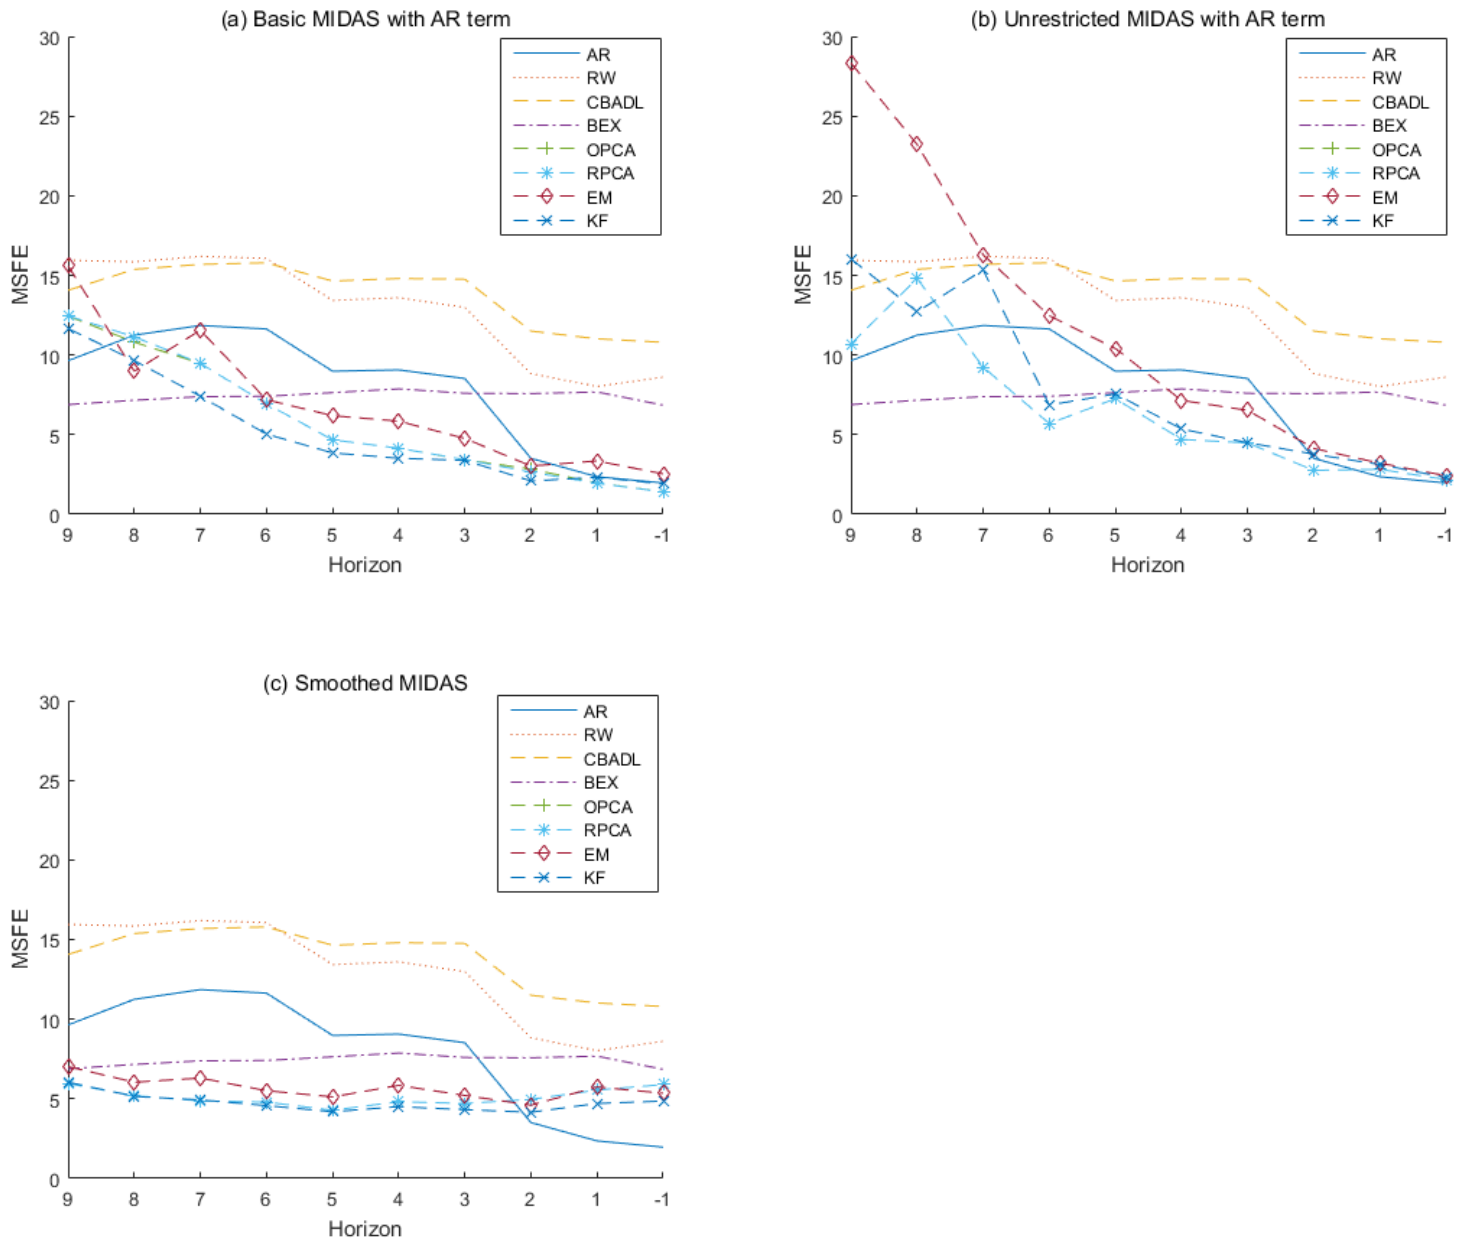 (a) Basic MIDAS with AR term
30
25
20
15
10
5
0
MSFE
AR
RW
CBADL
BEX
OPCA
RPCA
EM
KF
9 8 7 6 5 4 3 2 1 -1
Horizon
(b) Unrestricted MIDAS with AR term
30
25
20
15
10
5
0
MSFE
AR
RW
CBADL
BEX
OPCA
RPCA
EM
KF
9 8 7 6 5 4 3 2 1 -1
Horizon
(c) Smoothed MIDAS
30
25
20
15
10
5
0
MSFE
AR
RW
CBADL
BEX
OPCA
RPCA
EM
KF
9 8 7 6 5 4 3 2 1 -1
Horizon